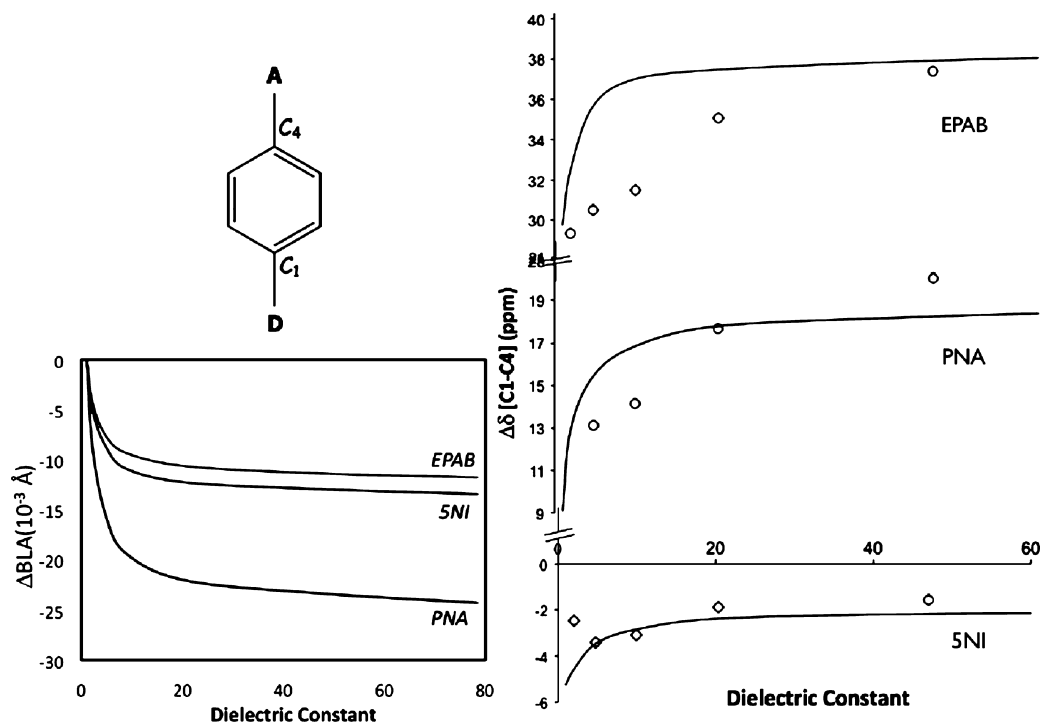 A
C4
C1
D
0
-5
-10
-15
-20
-25
-30
ΔBLA(10⁻³ Å)
EPAB
5NI
PNA
0 20 40 60 80
Dielectric Constant
40
38
36
34
32
30
EPAB
19
17
15
13
11
9
Δδ [C1-C4] (ppm)
PNA
0 20 40 60
0
-2
-4
-6
5NI
Dielectric Constant